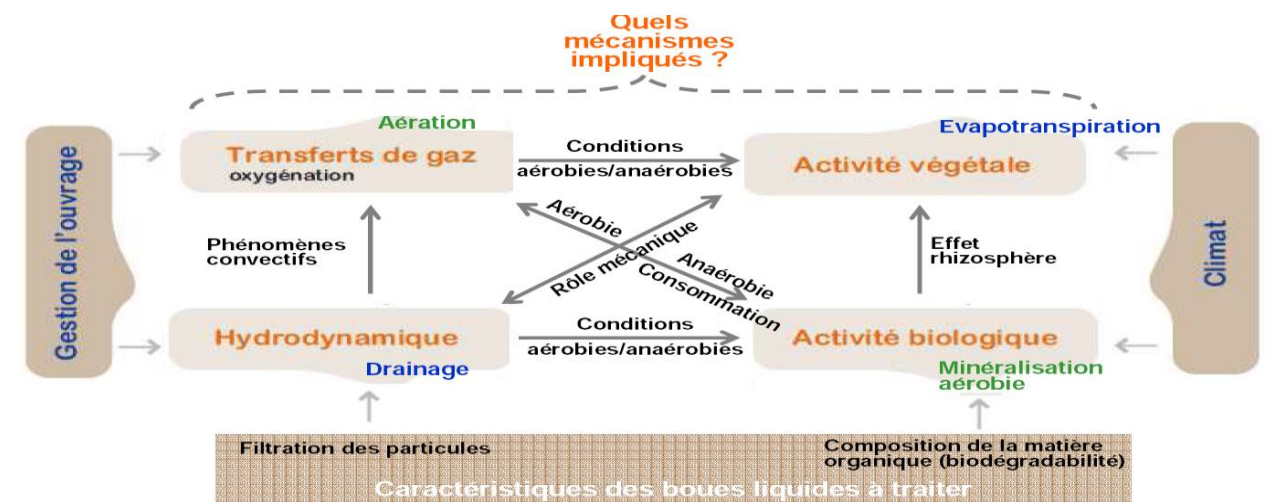 Quels
mécanismes
impliqués ?
Gestion de l'ouvrage
Aération
Transferts de gaz
oxygénation
Conditions
aérobies/anaérobies
Evapotranspiration
Activité végétale
Climat
Phénomènes
convectifs
Aérobie
Anaérobie
Rôle mécanique
Consommation
Effet
rhizosphère
Hydrodynamique
Drainage
Conditions
aérobies/anaérobies
Activité biologique
Minéralisation
aérobie
Filtration des particules
Composition de la matière
organique (biodégradabilité)
Caractéristiques des boues liquides à traiter